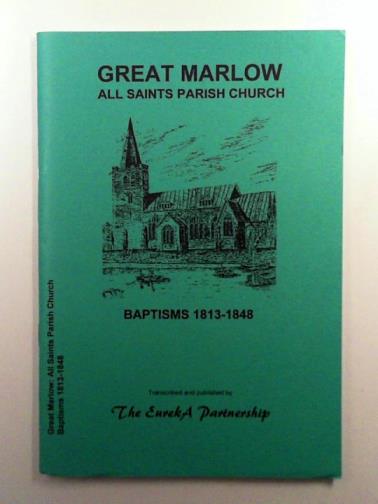 GREAT MARLOW
ALL SAINTS PARISH CHURCH
BAPTISMS 1813-1848
Transcribed and published by
The EurekA Partnership
Great Marlow: All Saints Parish Church
Baptisms 1813-1848